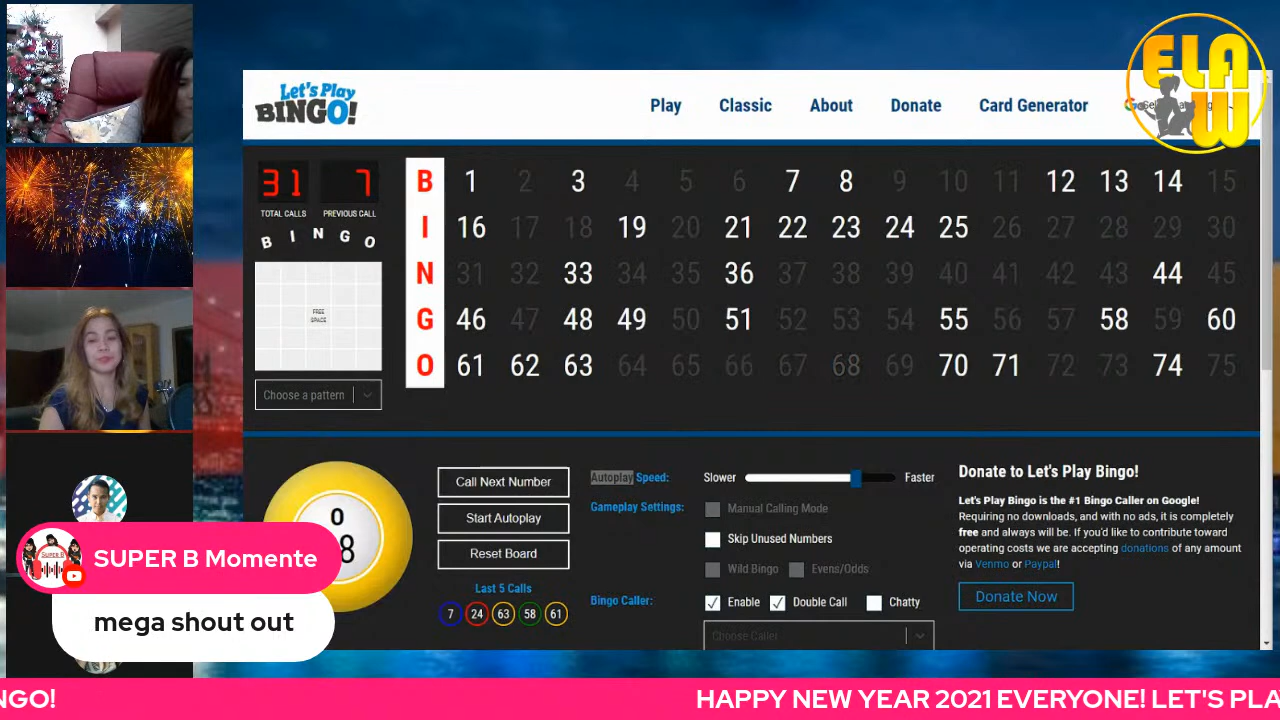 Let's Play
BINGO!
Play
Classic
About
Donate
Card Generator
ELA
W
31
7
TOTAL CALLS
PREVIOUS CALL
B I N G O
FREE
SPACE
Choose a pattern
B 1 2 3 4 5 6 7 8 9 10 11 12 13 14 15
I 16 17 18 19 20 21 22 23 24 25 26 27 28 29 30
N 31 32 33 34 35 36 37 38 39 40 41 42 43 44 45
G 46 47 48 49 50 51 52 53 54 55 56 57 58 59 60
O 61 62 63 64 65 66 67 68 69 70 71 72 73 74 75
O
8
Call Next Number
Start Autoplay
Reset Board
Last 5 Calls
7 24 63 58 61
Autoplay Speed:
Slower
Faster
Gameplay Settings:
Manual Calling Mode
Skip Unused Numbers
Wild Bingo
Evens/Odds
Bingo Caller:
Enable
Double Call
Chatty
Choose Caller
Donate to Let's Play Bingo!
Let's Play Bingo is the #1 Bingo Caller on Google!
Requiring no downloads, and with no ads, it is completely
free and always will be. If you'd like to contribute toward
operating costs we are accepting donations of any amount
via Venmo or Paypal!
Donate Now
SUPER B
SUPER B Momente
mega shout out
NGO!
HAPPY NEW YEAR 2021 EVERYONE! LET'S PLA